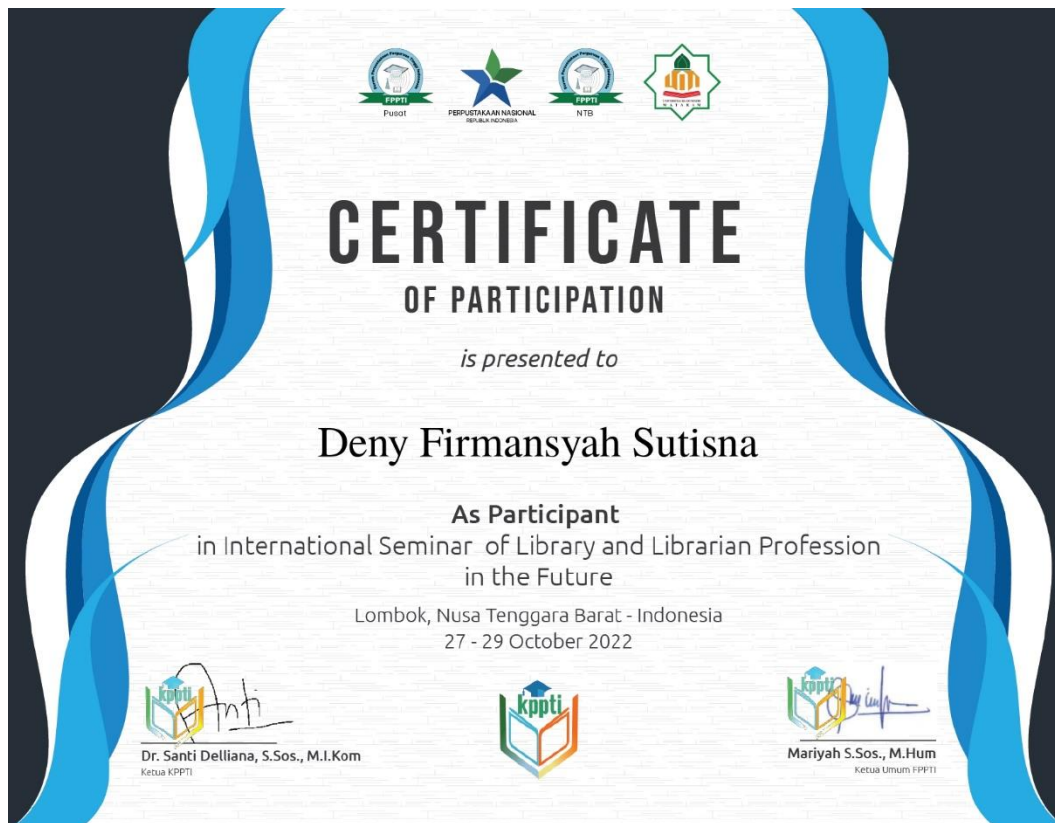 FPPTI
Pusat
PERPUSTAKAAN NASIONAL
REPUBLIK INDONESIA
FPPTI
NTB
MATARAM
CERTIFICATE
OF PARTICIPATION
is presented to
Deny Firmansyah Sutisna
As Participant
in International Seminar of Library and Librarian Profession
in the Future
Lombok, Nusa Tenggara Barat - Indonesia
27 - 29 October 2022
kppti
kppti
kppti
Dr. Santi Delliana, S.Sos., M.I.Kom
Ketua KPPTI
Mariyah S.Sos., M.Hum
Ketua Umum FPPTI